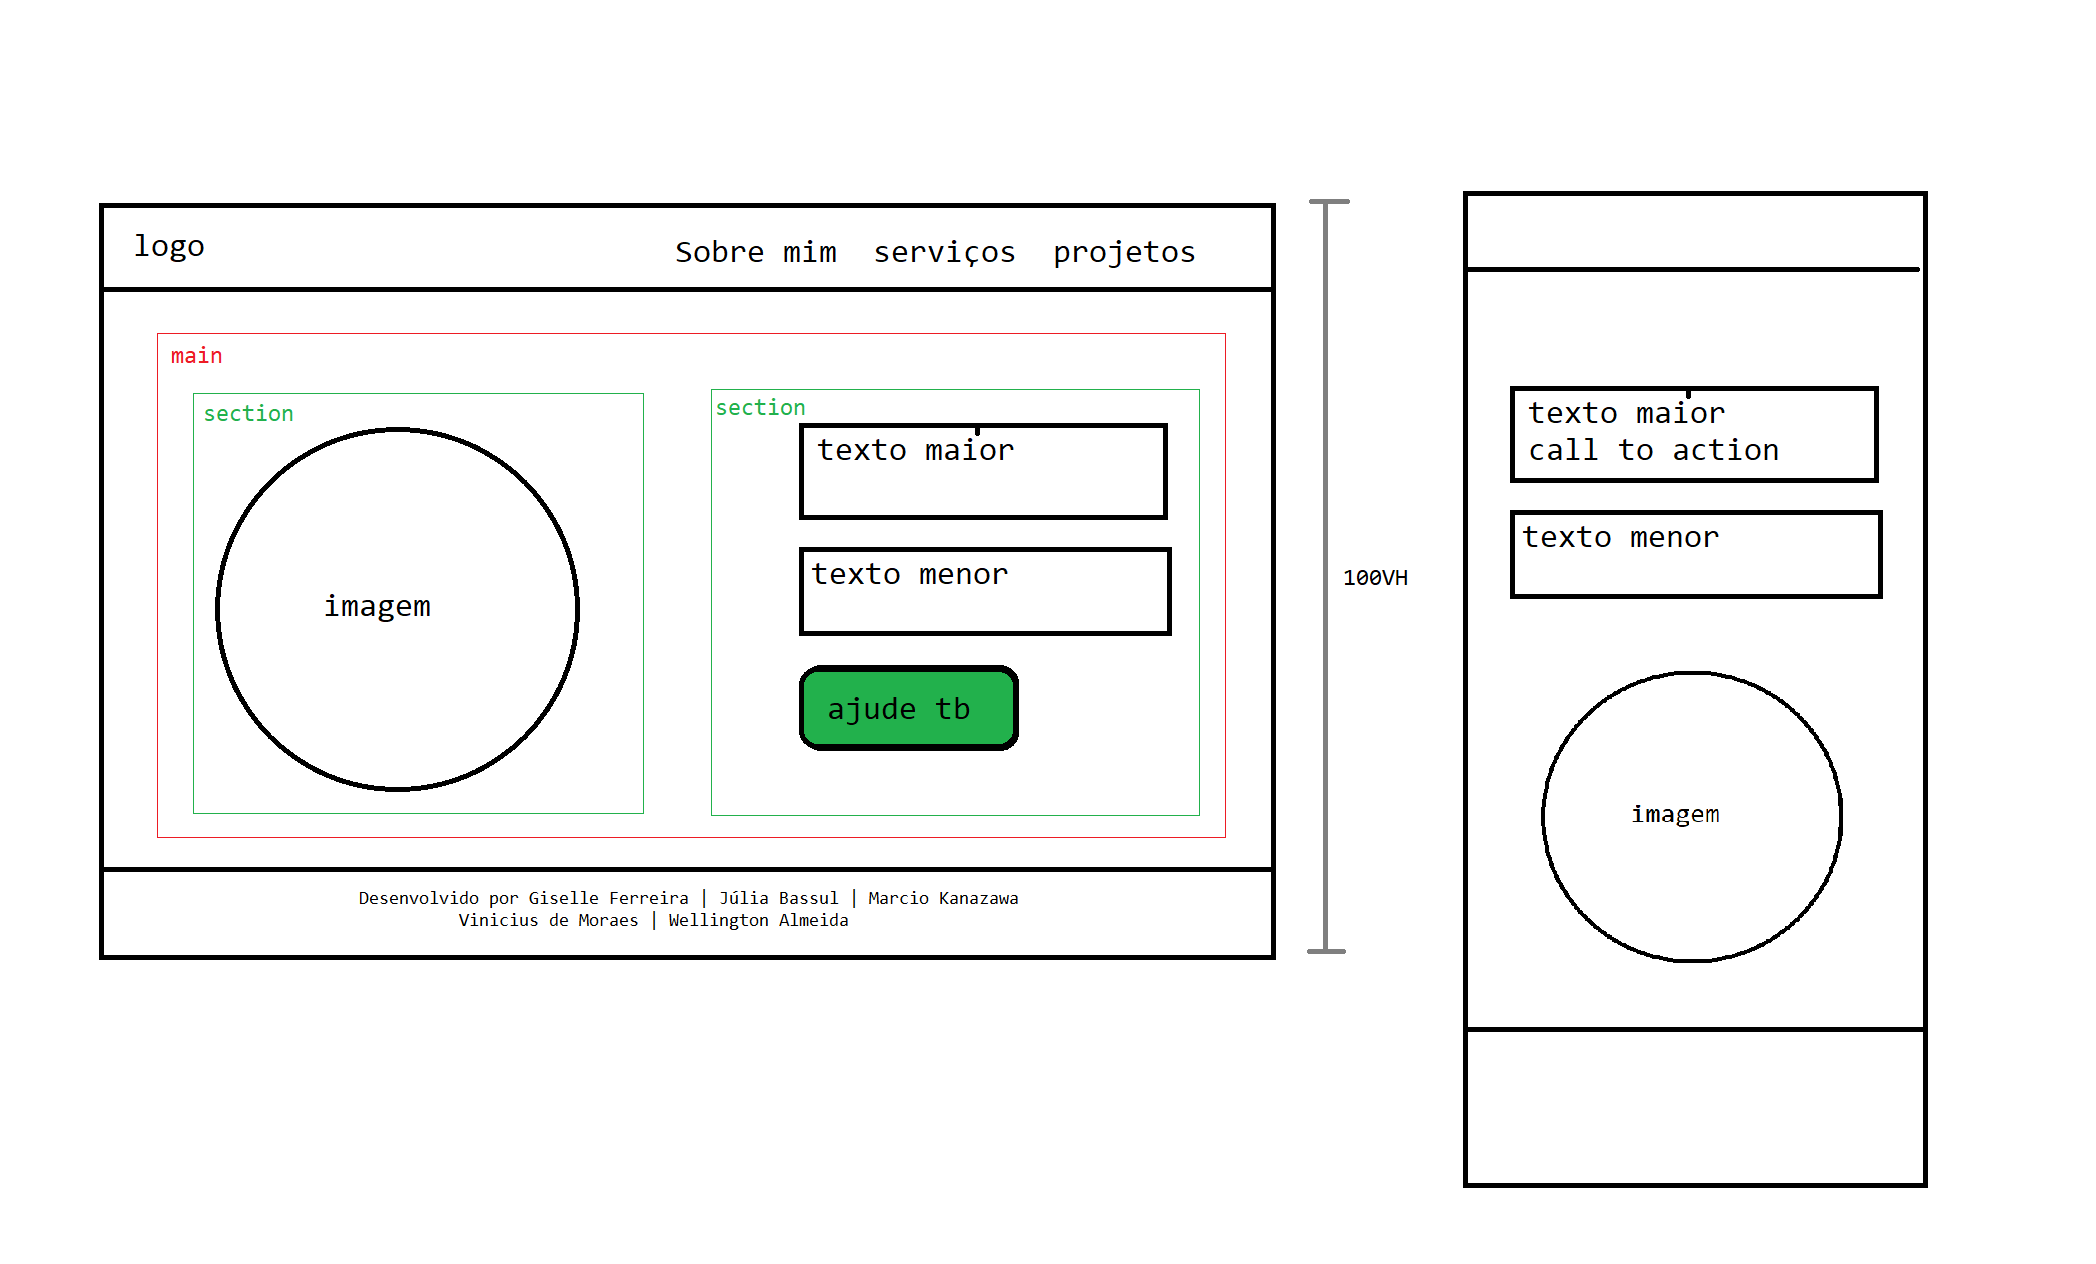 logo
Sobre mim serviços projetos
main
section
imagem
section
texto maior
texto menor
ajude tb
Desenvolvido por Giselle Ferreira | Júlia Bassul | Marcio Kanazawa
Vinicius de Moraes | Wellington Almeida
100VH
texto maior
call to action
texto menor
imagem